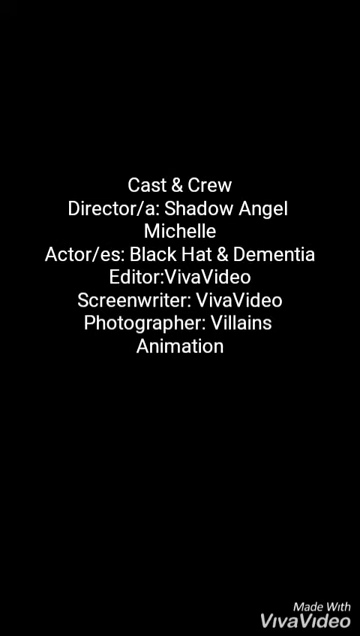 Cast & Crew
Director/a: Shadow Angel
Michelle
Actor/es: Black Hat & Dementia
Editor:VivaVideo
Screenwriter: VivaVideo
Photographer: Villains
Animation
Made With
VivaVideo